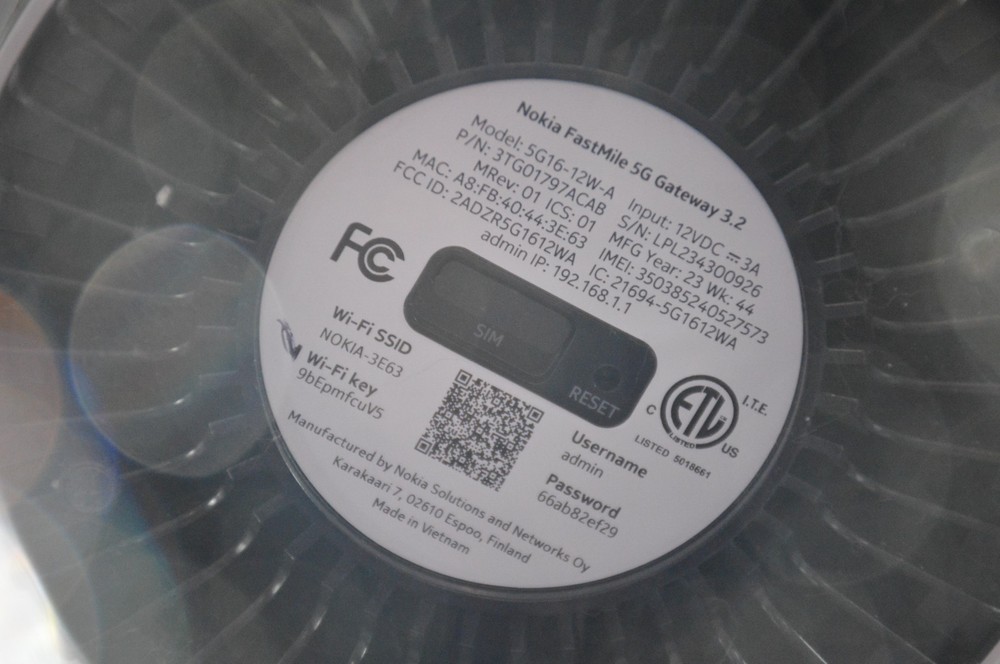 Nokia FastMile 5G Gateway 3.2
Model: 5G16-12W-A Input: 12VDC ⎓ 3A
P/N: 3TG01797ACAB S/N: LPL234300926
MRev: 01 ICS: 01 MFG Year: 23 Wk: 44
MAC: A8:FB:40:44:3E:63 IMEI: 350385240527573
FCC ID: 2ADZR5G1612WA IC: 21694-5G1612WA
admin IP: 192.168.1.1
FC
SIM
RESET
Wi-Fi SSID
NOKIA-3E63
Wi-Fi key
9bEpmfcuV5
C ETL US
LISTED
I.T.E.
LISTED 5018661
Username
admin
Password
66ab82ef29
Manufactured by Nokia Solutions and Networks Oy
Karakaari 7, 02610 Espoo, Finland
Made in Vietnam